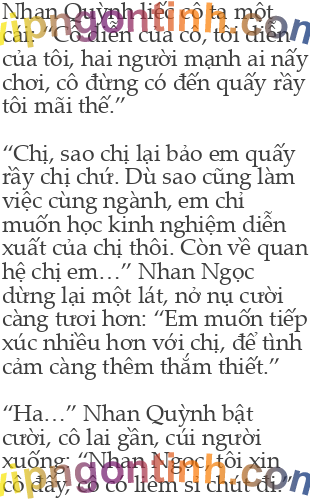 Nhan Quỳnh liếc cô ta một
cái: “Cô diễn của cô, tôi diễn
của tôi, hai người mạnh ai nấy
chơi, cô đừng có đến quấy rầy
tôi mãi thế.”
“Chị, sao chị lại bảo em quấy
rầy chị chứ. Dù sao cũng làm
việc cùng ngành, em chỉ
muốn học kinh nghiệm diễn
xuất của chị thôi. Còn về quan
hệ chị em…” Nhan Ngọc
dừng lại một lát, nở nụ cười
càng tươi hơn: “Em muốn tiếp
xúc nhiều hơn với chị, để tình
cảm càng thêm thắm thiết.”
“Ha…” Nhan Quỳnh bật
cười, cô lai gần, cúi người
xuống: “Nhan Ngọc, tôi xin
cô đấy, cô có liêm sỉ chút đi.”
vipngontinh.com
vipngontinh.com